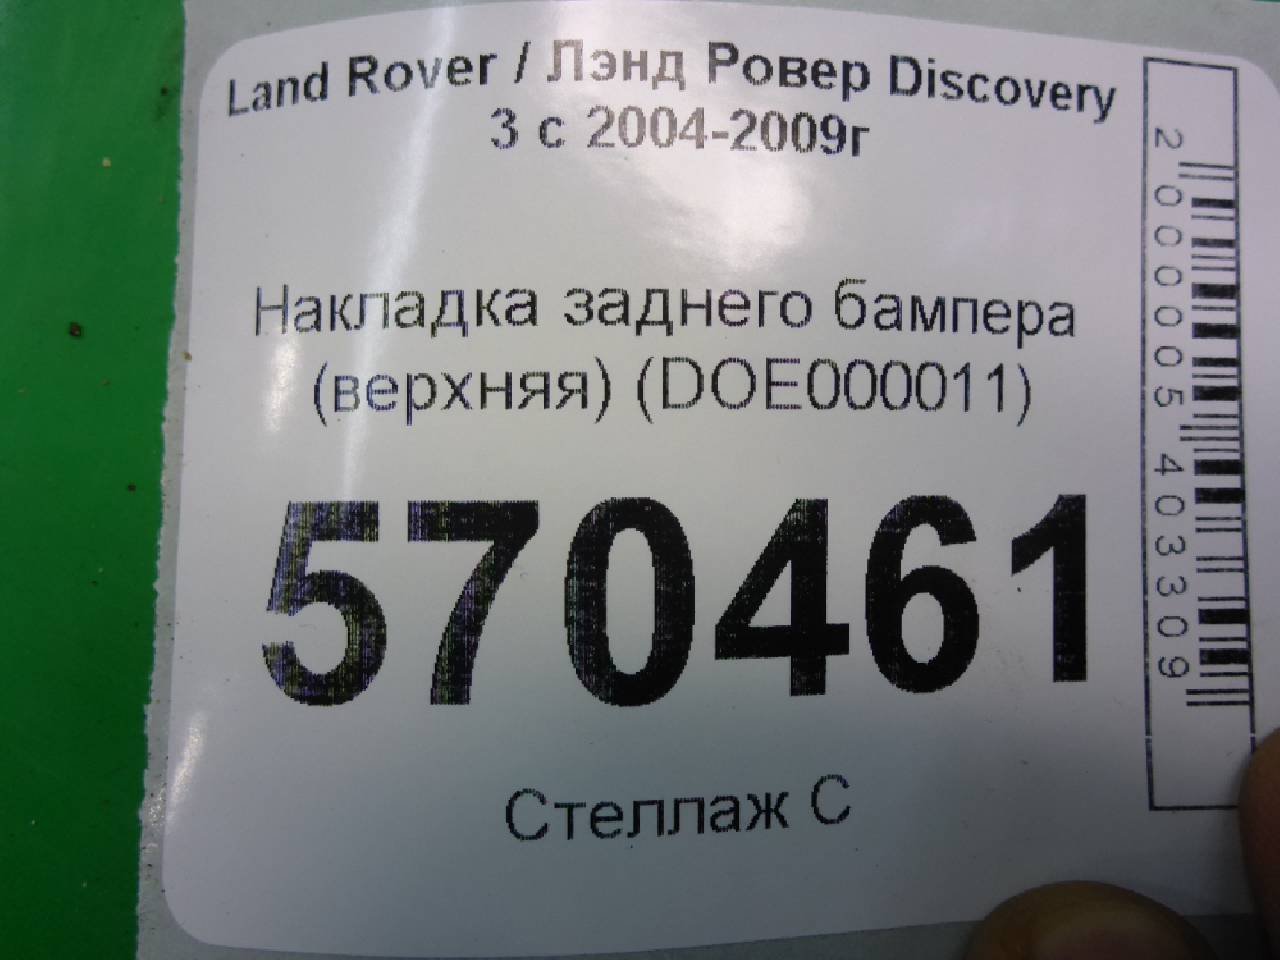 Land Rover / Лэнд Ровер Discovery
3 с 2004-2009г
Накладка заднего бампера
(верхняя) (DOE000011)
570461
Стеллаж С
2000005403309